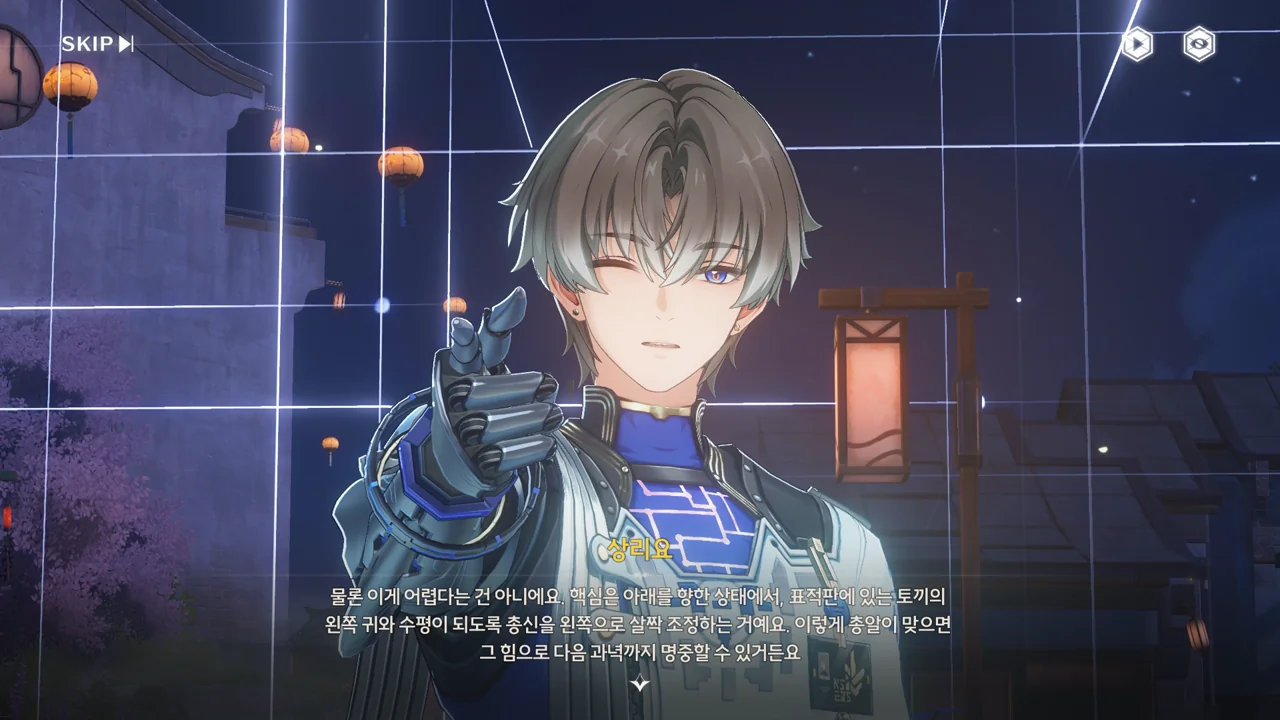 SKIP
상리요
물론 이게 어렵다는 건 아니에요. 핵심은 아래를 향한 상태에서, 표적판에 있는 토끼의
왼쪽 귀와 수평이 되도록 총신을 왼쪽으로 살짝 조정하는 거예요. 이렇게 총알이 맞으면
그 힘으로 다음 과녁까지 명중할 수 있거든요